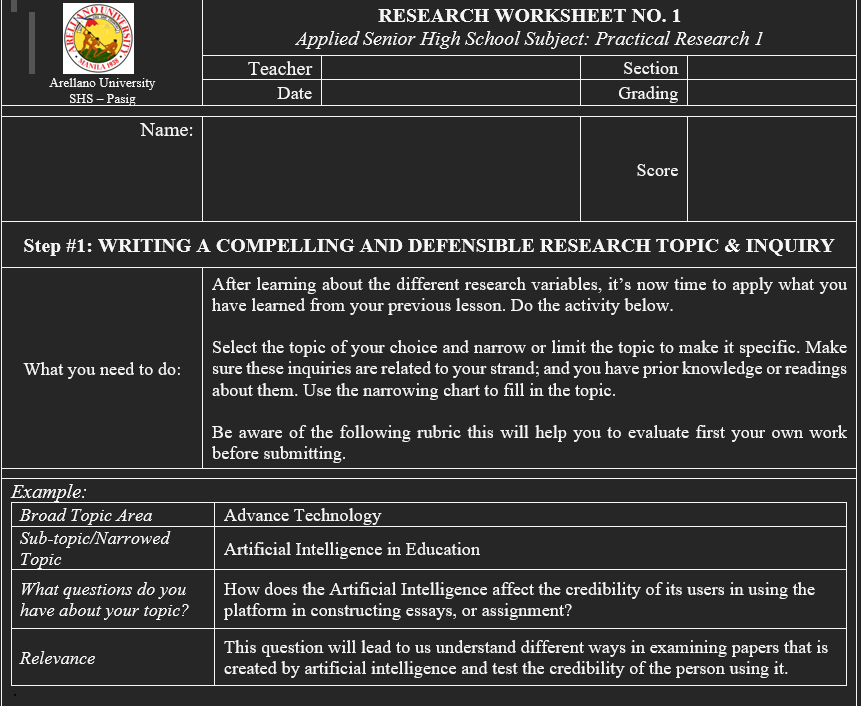 RESEARCH WORKSHEET NO. 1
Applied Senior High School Subject: Practical Research 1
ARELLANO UNIVERSITY
MANILA 1938
Arellano University
SHS – Pasig
Teacher
Section
Date
Grading
Name:
Score
Step #1: WRITING A COMPELLING AND DEFENSIBLE RESEARCH TOPIC & INQUIRY
What you need to do:
After learning about the different research variables, it’s now time to apply what you
have learned from your previous lesson. Do the activity below.
Select the topic of your choice and narrow or limit the topic to make it specific. Make
sure these inquiries are related to your strand; and you have prior knowledge or readings
about them. Use the narrowing chart to fill in the topic.
Be aware of the following rubric this will help you to evaluate first your own work
before submitting.
Example:
Broad Topic Area
Advance Technology
Sub-topic/Narrowed
Topic
Artificial Intelligence in Education
What questions do you
have about your topic?
How does the Artificial Intelligence affect the credibility of its users in using the
platform in constructing essays, or assignment?
Relevance
This question will lead to us understand different ways in examining papers that is
created by artificial intelligence and test the credibility of the person using it.